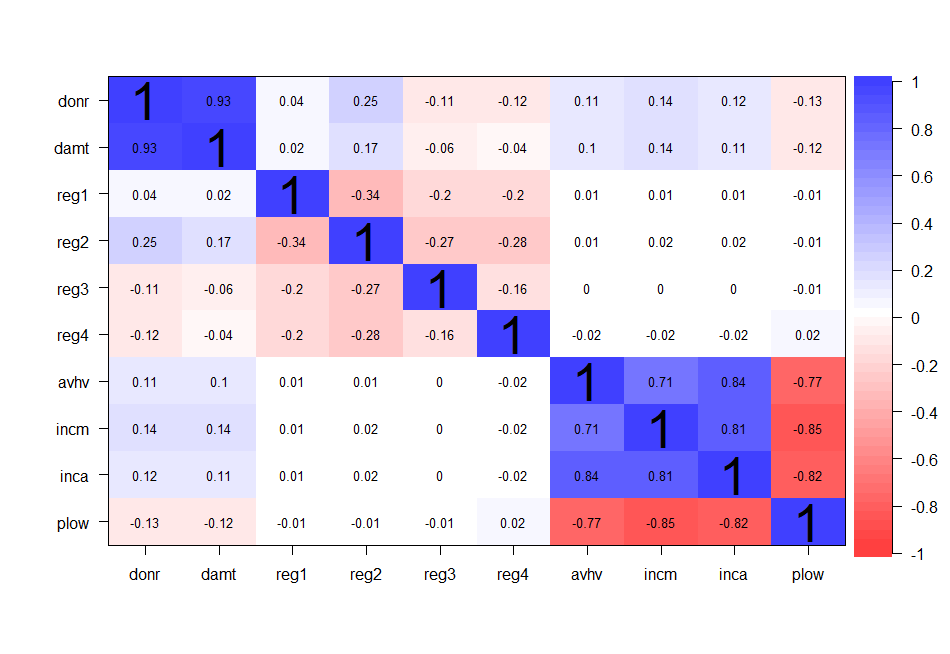 donr 1 0.93 0.04 0.25 -0.11 -0.12 0.11 0.14 0.12 -0.13
damt 0.93 1 0.02 0.17 -0.06 -0.04 0.1 0.14 0.11 -0.12
reg1 0.04 0.02 1 -0.34 -0.2 -0.2 0.01 0.01 0.01 -0.01
reg2 0.25 0.17 -0.34 1 -0.27 -0.28 0.01 0.02 0.02 -0.01
reg3 -0.11 -0.06 -0.2 -0.27 1 -0.16 0 0 0 -0.01
reg4 -0.12 -0.04 -0.2 -0.28 -0.16 1 -0.02 -0.02 -0.02 0.02
avhv 0.11 0.1 0.01 0.01 0 -0.02 1 0.71 0.84 -0.77
incm 0.14 0.14 0.01 0.02 0 -0.02 0.71 1 0.81 -0.85
inca 0.12 0.11 0.01 0.02 0 -0.02 0.84 0.81 1 -0.82
plow -0.13 -0.12 -0.01 -0.01 -0.01 0.02 -0.77 -0.85 -0.82 1
donr damt reg1 reg2 reg3 reg4 avhv incm inca plow
1
0.8
0.6
0.4
0.2
0
-0.2
-0.4
-0.6
-0.8
-1